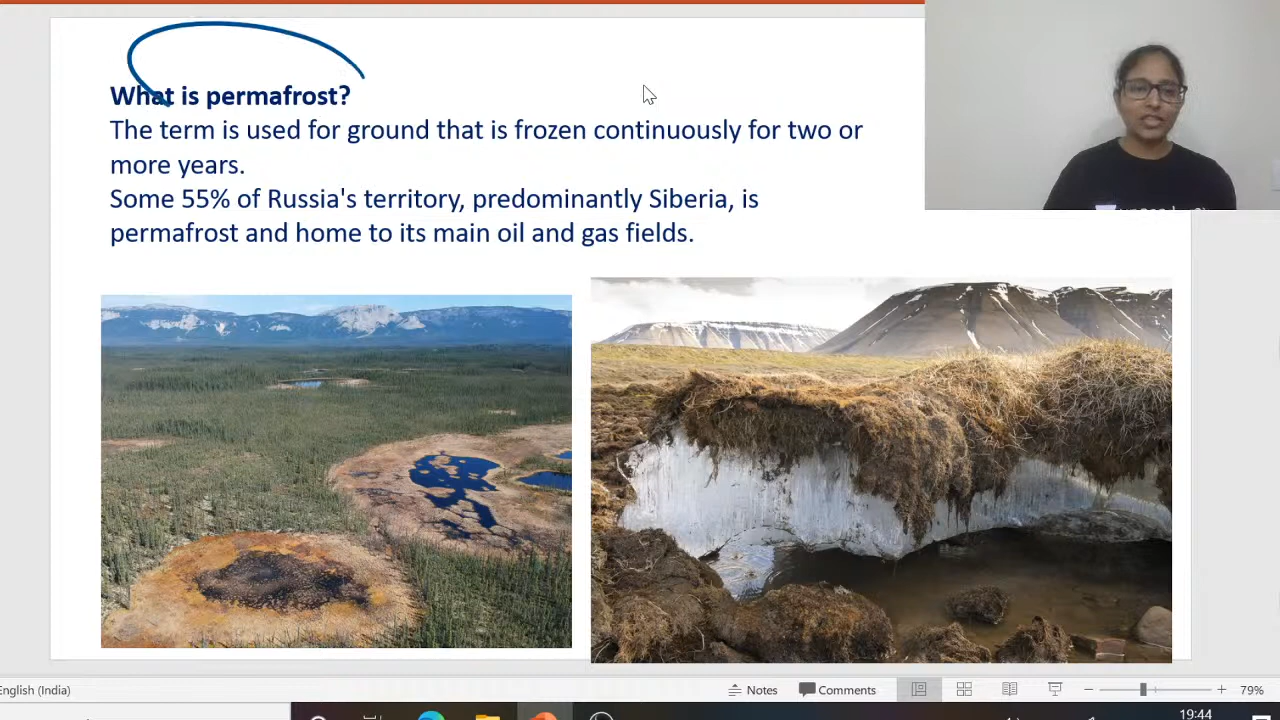 What is permafrost?
The term is used for ground that is frozen continuously for two or
more years.
Some 55% of Russia's territory, predominantly Siberia, is
permafrost and home to its main oil and gas fields.
English (India)
Notes
Comments
79%
19:44